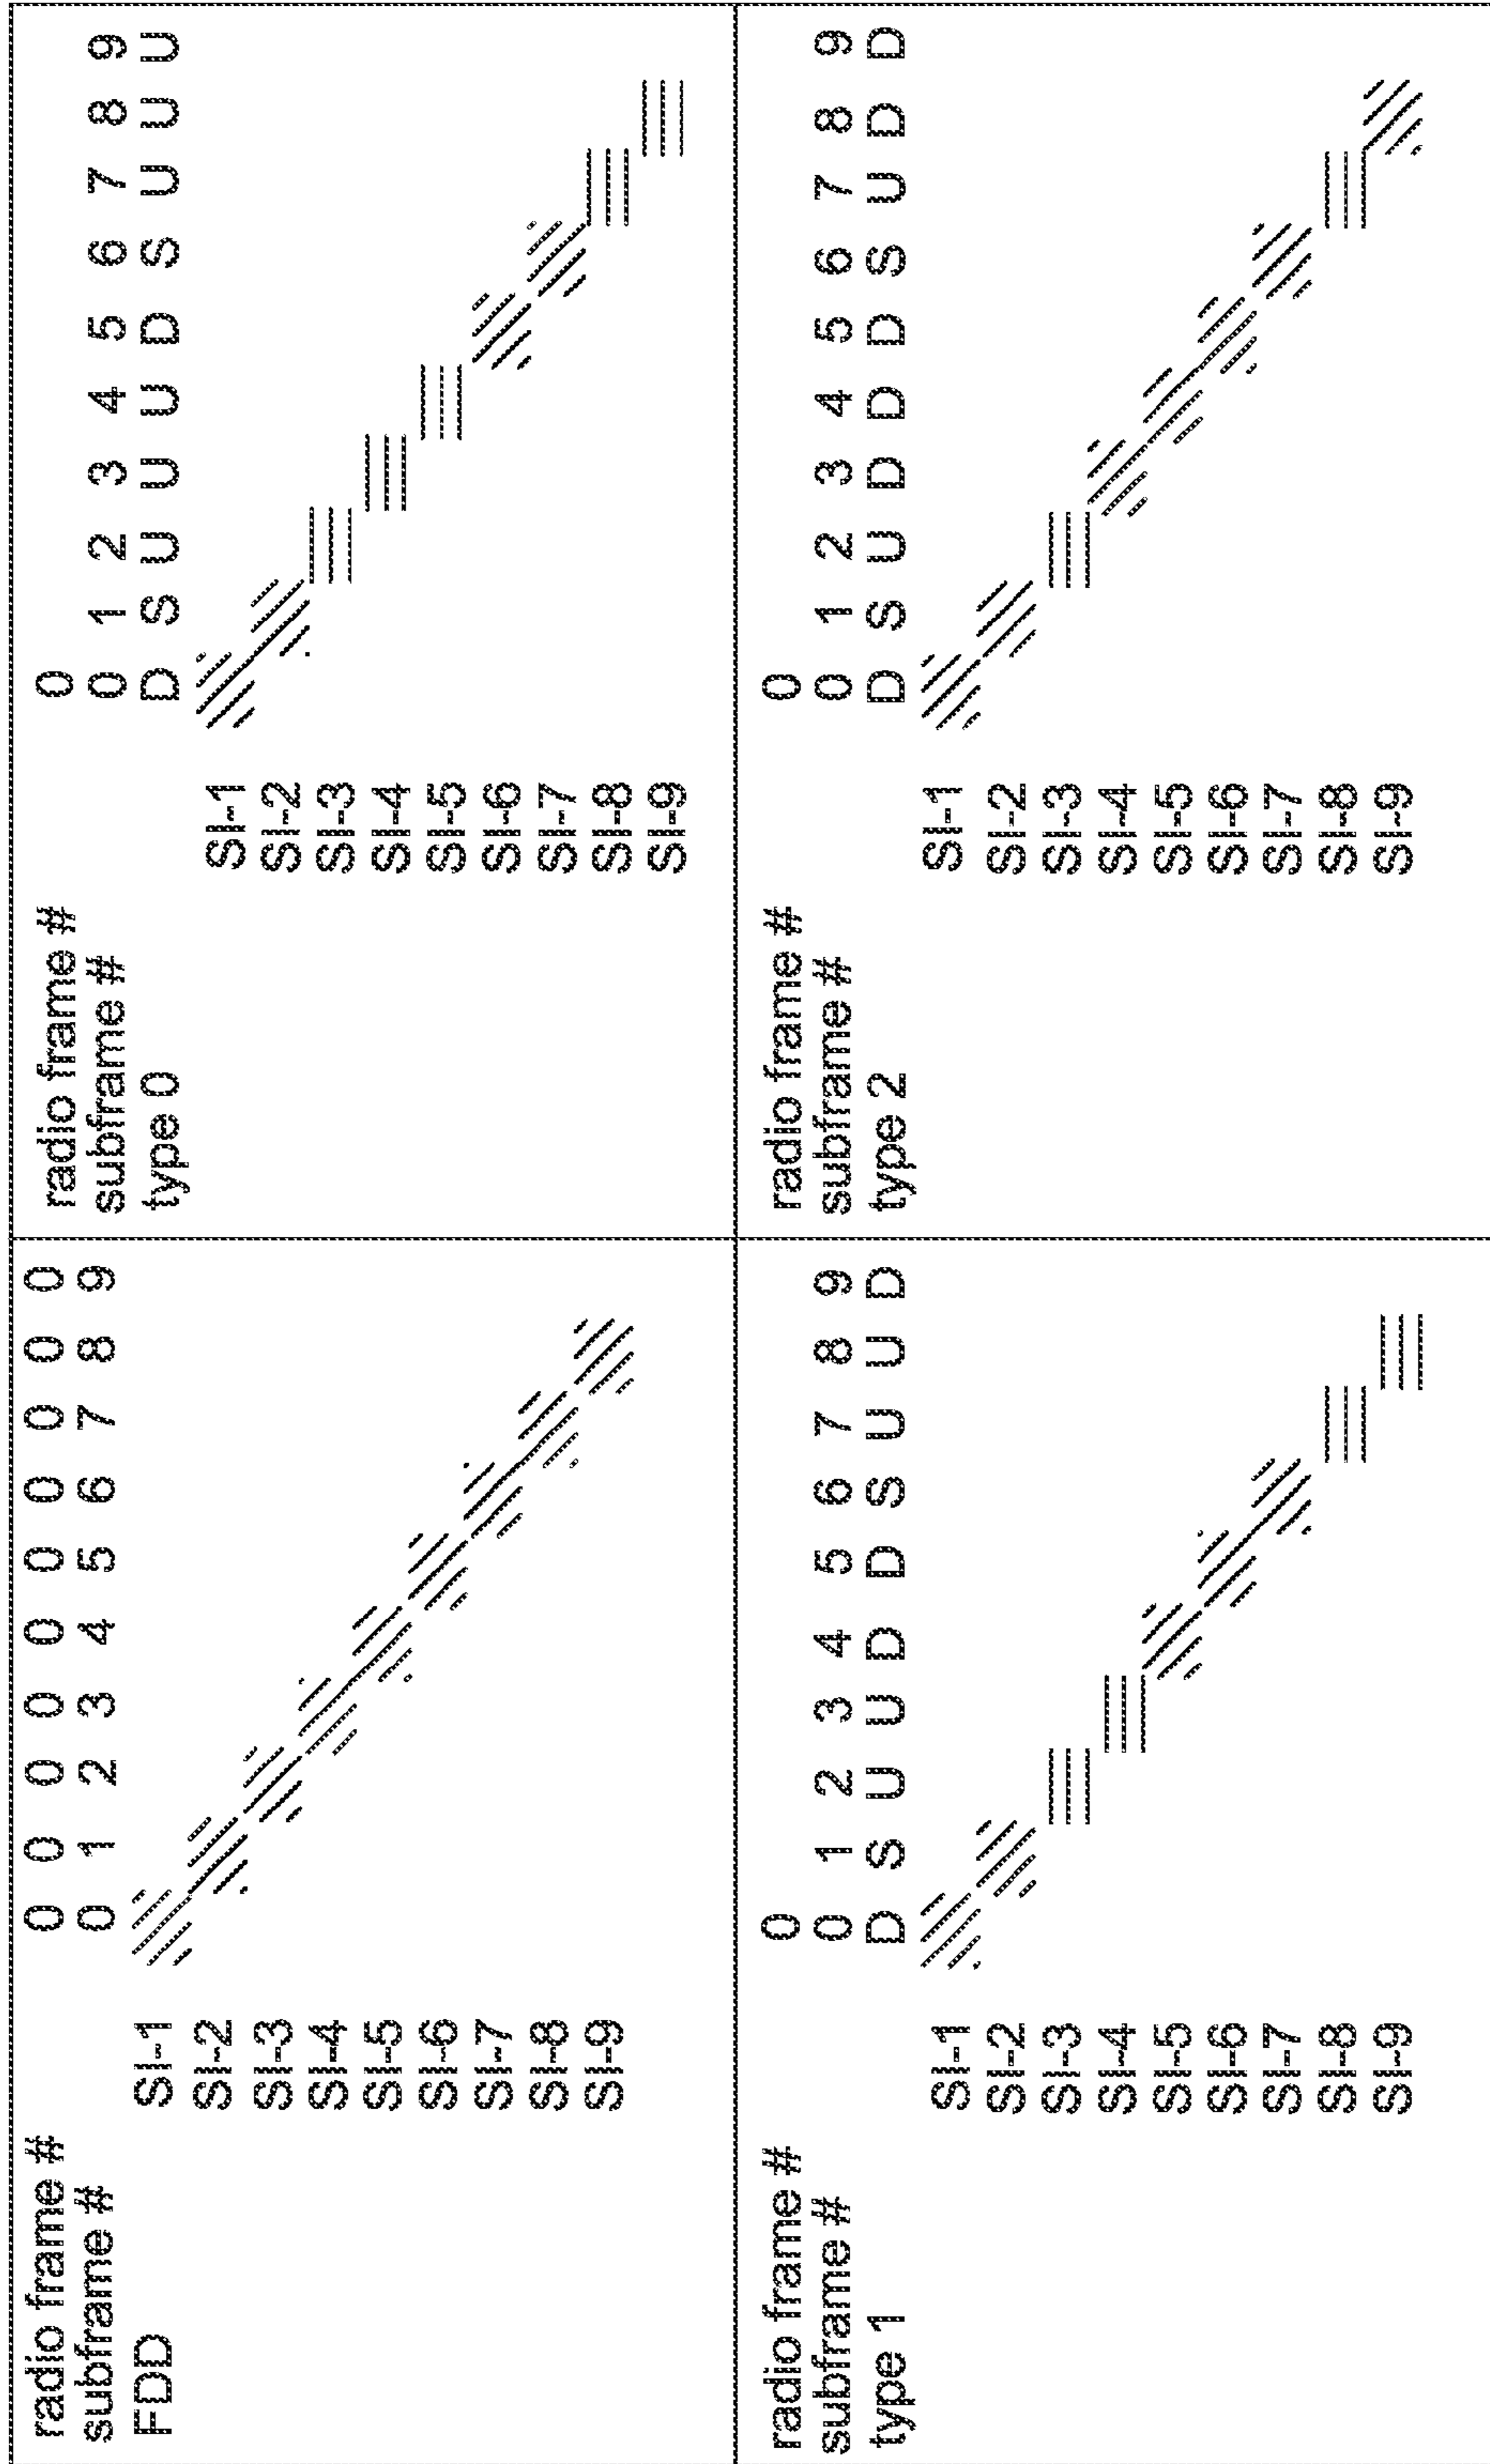 radio frame # 0 0 0 0 0 0 0 0 0 0
subframe # 0 1 2 3 4 5 6 7 8 9
FDD
SI-1
SI-2
SI-3
SI-4
SI-5
SI-6
SI-7
SI-8
SI-9
radio frame # 0
subframe # 0 1 2 3 4 5 6 7 8 9
type 0 D S U U U D S U U U
SI-1
SI-2
SI-3
SI-4
SI-5
SI-6
SI-7
SI-8
SI-9
radio frame # 0
subframe # 0 1 2 3 4 5 6 7 8 9
type 1 D S U U D D S U U D
SI-1
SI-2
SI-3
SI-4
SI-5
SI-6
SI-7
SI-8
SI-9
radio frame # 0
subframe # 0 1 2 3 4 5 6 7 8 9
type 2 D S U D D D S U D D
SI-1
SI-2
SI-3
SI-4
SI-5
SI-6
SI-7
SI-8
SI-9